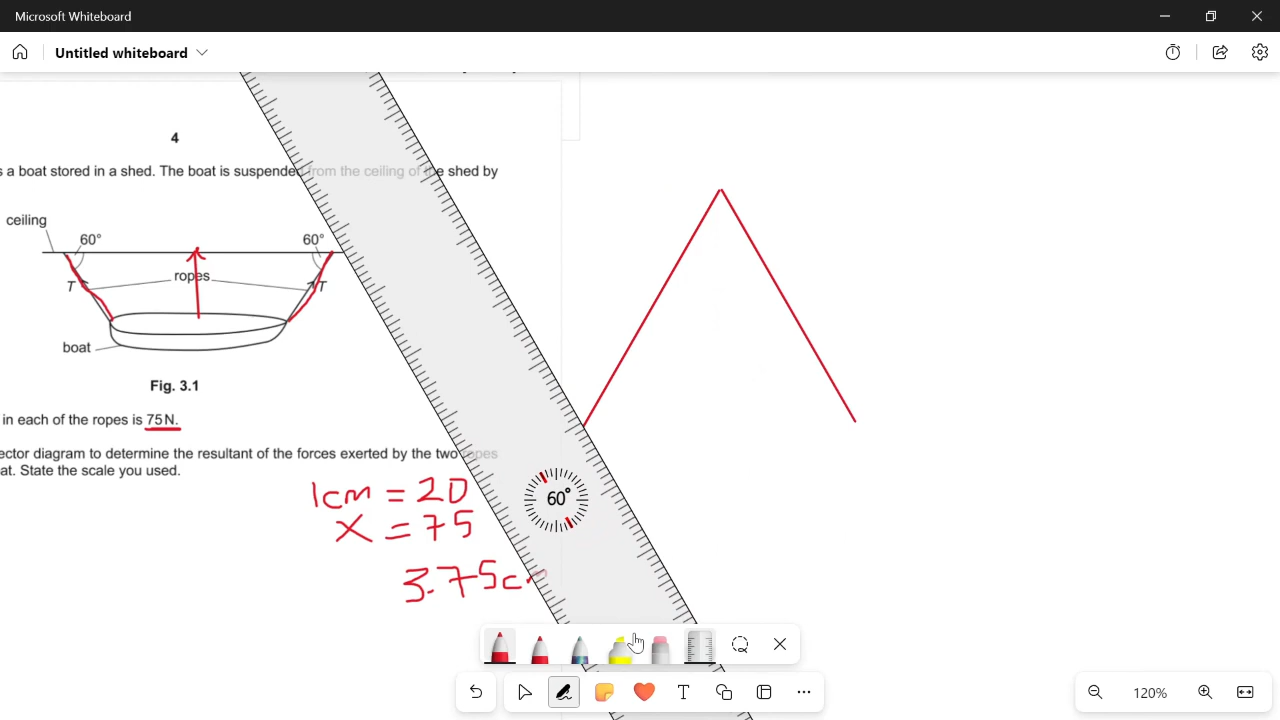 Microsoft Whiteboard
Untitled whiteboard
4
s a boat stored in a shed. The boat is suspended from the ceiling of the shed by
ceiling
60° 60°
ropes
T T
boat
Fig. 3.1
in each of the ropes is 75 N.
ector diagram to determine the resultant of the forces exerted by the two ropes
at. State the scale you used.
1cm = 20
x = 75
3.75cm
60°
120%